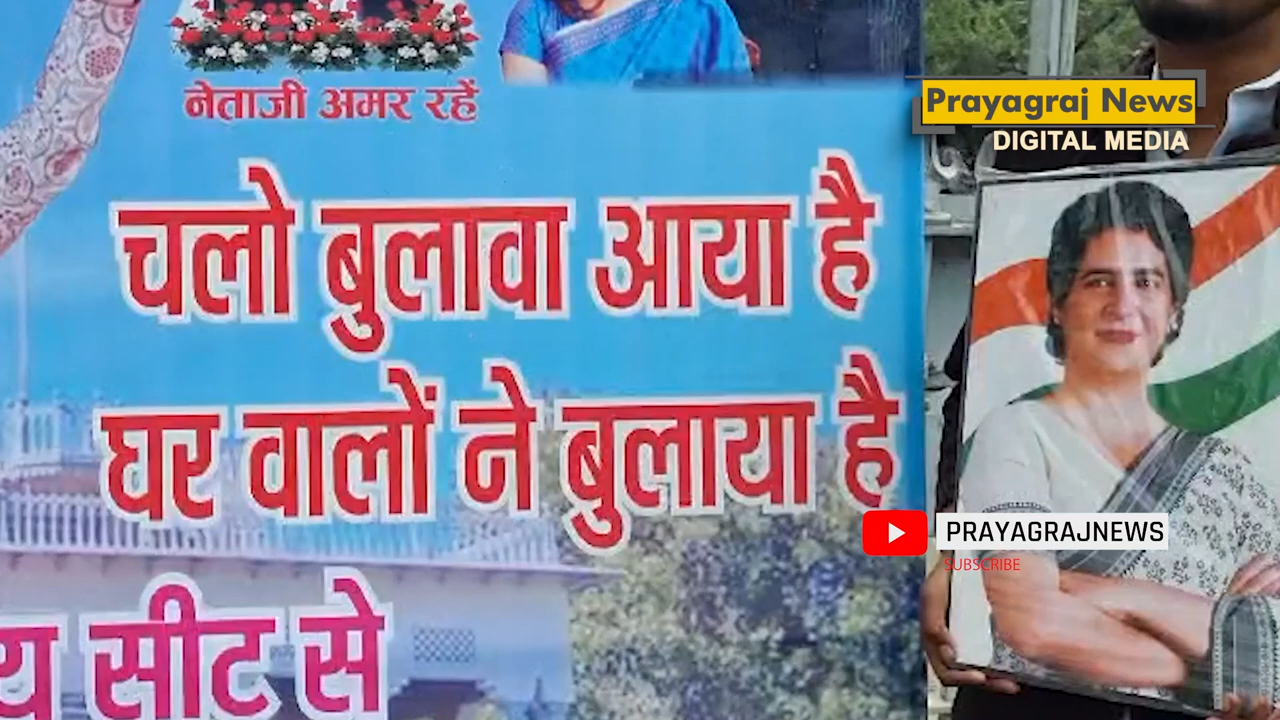 नेताजी अमर रहें
चलो बुलावा आया है
घर वालों ने बुलाया है
सीट से
Prayagraj News
DIGITAL MEDIA
PRAYAGRAJNEWS
SUBSCRIBE